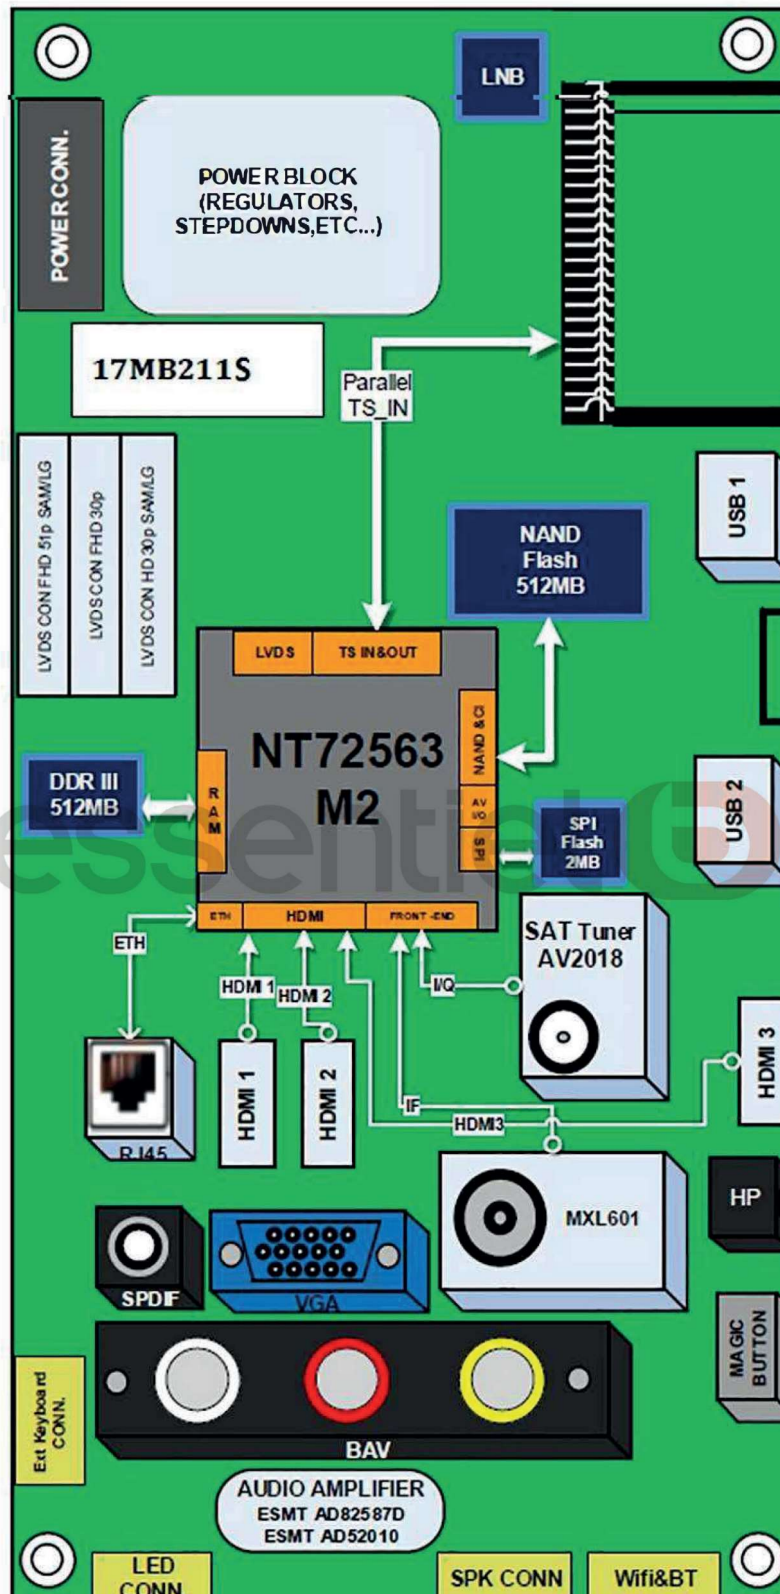 LNB
POWER CONN.
POWER BLOCK
(REGULATORS,
STEPDOWNS,ETC...)
17MB211S
Parallel
TS_IN
LVDS CON FHD 51p SAM/LG
LVDS CON FHD 30p
LVDS CON HD 30p SAM/LG
USB 1
NAND
Flash
512MB
LVDS
TS IN&OUT
NT72563
M2
NAND & CI
AV
I/O
SPI
RAM
DDR III
512MB
SPI
Flash
2MB
USB 2
essentiel b
ETH
HDMI
FRONT -END
SAT Tuner
AV2018
ETH
HDMI 1
HDMI 2
I/Q
HDMI 3
RJ45
HDMI 1
HDMI 2
IF
HDMI3
MXL601
HP
SPDIF
VGA
MAGIC
BUTTON
Ext Keyboard
CONN.
BAV
AUDIO AMPLIFIER
ESMT AD82587D
ESMT AD52010
LED
CONN
SPK CONN
Wifi&BT